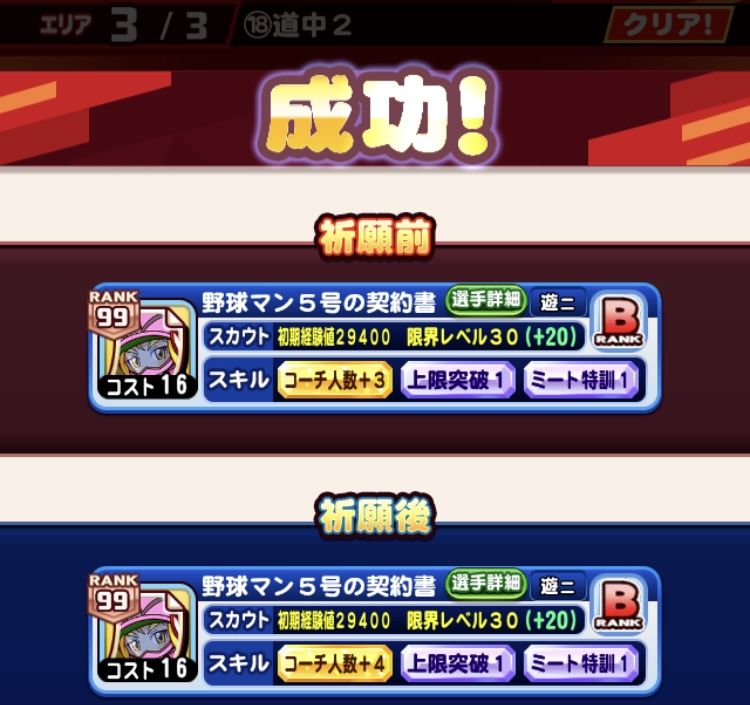 エリア 3 / 3 ⑱道中2 クリア!
成功!
祈願前
RANK 99 野球マン5号の契約書 選手詳細 遊二 B RANK
スカウト 初期経験値29400 限界レベル30(+20)
コスト16 スキル コーチ人数+3 上限突破1 ミート特訓1
祈願後
RANK 99 野球マン5号の契約書 選手詳細 遊二 B RANK
スカウト 初期経験値29400 限界レベル30(+20)
コスト16 スキル コーチ人数+4 上限突破1 ミート特訓1